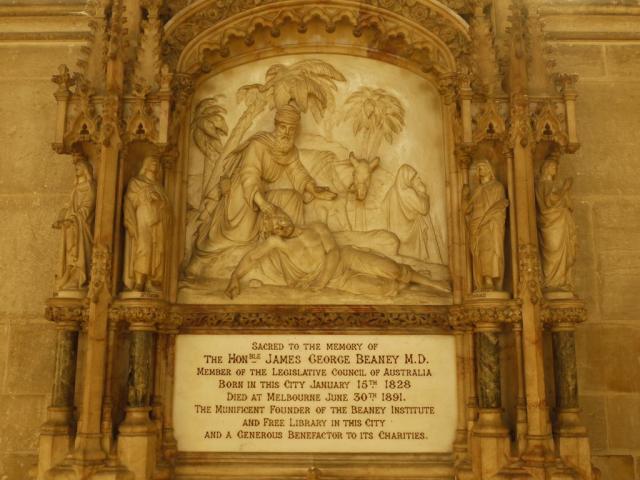 SACRED TO THE MEMORY OF
THE HONBLE JAMES GEORGE BEANEY M.D.
MEMBER OF THE LEGISLATIVE COUNCIL OF AUSTRALIA
BORN IN THIS CITY JANUARY 15TH 1828
DIED AT MELBOURNE JUNE 30TH 1891.
THE MUNIFICENT FOUNDER OF THE BEANEY INSTITUTE
AND FREE LIBRARY IN THIS CITY
AND A GENEROUS BENEFACTOR TO ITS CHARITIES.